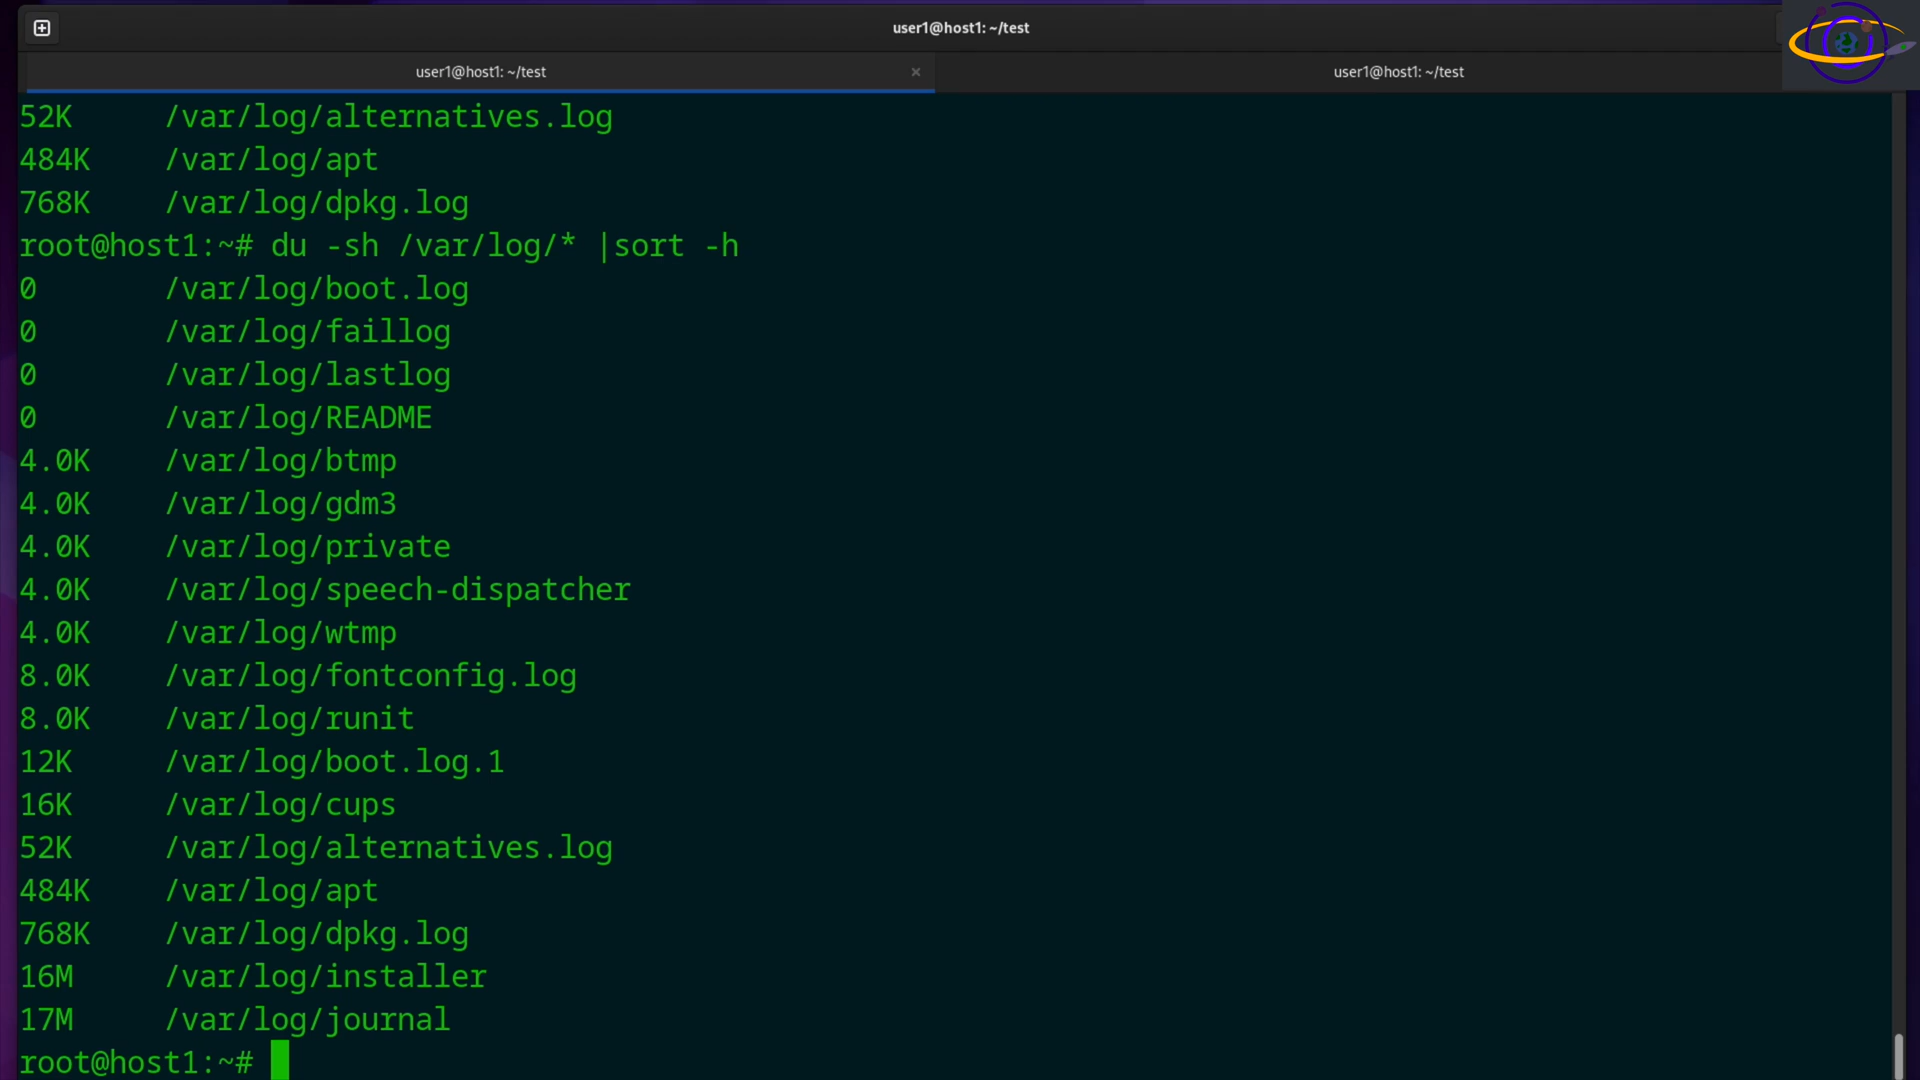 user1@host1: ~/test
user1@host1: ~/test × user1@host1: ~/test
52K /var/log/alternatives.log
484K /var/log/apt
768K /var/log/dpkg.log
root@host1:~# du -sh /var/log/* |sort -h
0 /var/log/boot.log
0 /var/log/faillog
0 /var/log/lastlog
0 /var/log/README
4.0K /var/log/btmp
4.0K /var/log/gdm3
4.0K /var/log/private
4.0K /var/log/speech-dispatcher
4.0K /var/log/wtmp
8.0K /var/log/fontconfig.log
8.0K /var/log/runit
12K /var/log/boot.log.1
16K /var/log/cups
52K /var/log/alternatives.log
484K /var/log/apt
768K /var/log/dpkg.log
16M /var/log/installer
17M /var/log/journal
root@host1:~#